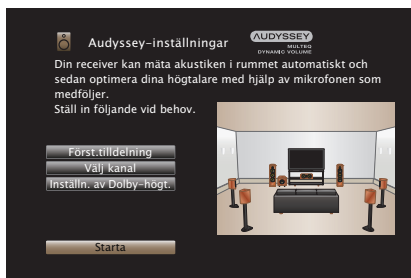 Audyssey-inställningar
AUDYSSEY
MULTEQ
DYNAMIC VOLUME
Din receiver kan mäta akustiken i rummet automatiskt och
sedan optimera dina högtalare med hjälp av mikrofonen som
medföljer.
Ställ in följande vid behov.
Först.tilldelning
Välj kanal
Inställn. av Dolby-högt.
Starta